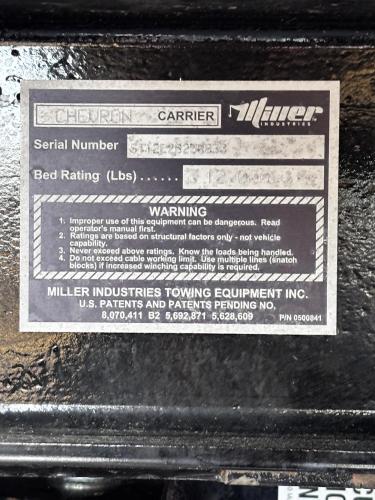 CHEVRON CARRIER Miller
INDUSTRIES
Serial Number
Bed Rating (Lbs)......
WARNING
1. Improper use of this equipment can be dangerous. Read
operator's manual first.
2. Ratings are based on structural factors only - not vehicle
capability.
3. Never exceed above ratings. Know the loads being handled.
4. Do not exceed cable working limit. Use multiple lines (snatch
blocks) if increased winching capability is required.
MILLER INDUSTRIES TOWING EQUIPMENT INC.
U.S. PATENTS AND PATENTS PENDING NO.
8,070,411 B2 5,692,871 5,628,609
P/N 0500841